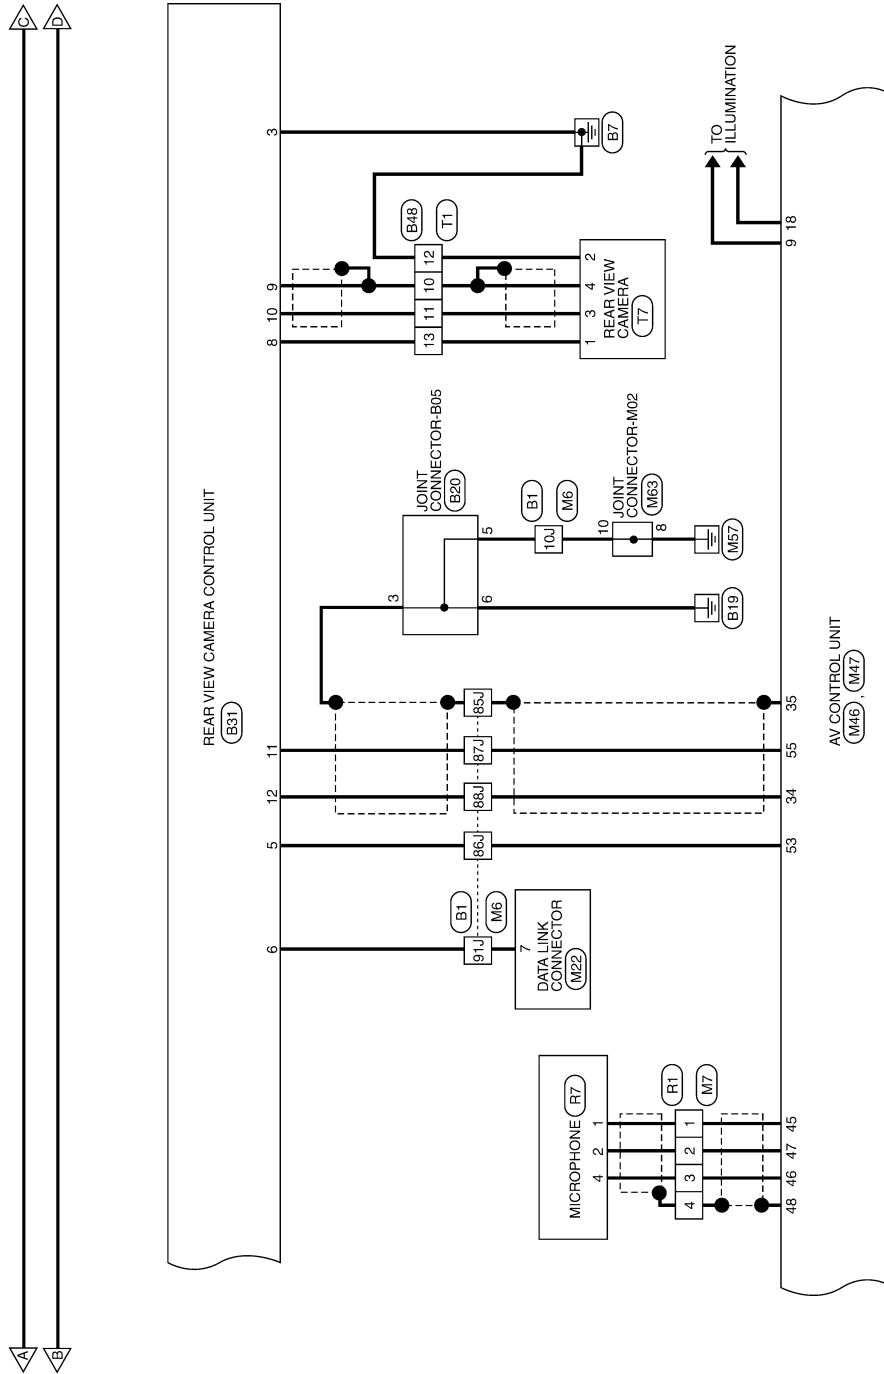 A
B
C
D
REAR VIEW CAMERA CONTROL UNIT
B31
6
5
12
11
8
10
9
3
MICROPHONE
R7
4
2
1
R1
M7
4
3
2
1
48
46
47
45
B1
M6
91J
86J
88J
87J
85J
7
DATA LINK
CONNECTOR
M22
53
34
55
35
JOINT
CONNECTOR-B05
B20
3
6
5
B19
B1
M6
10J
10
JOINT
CONNECTOR-M02
M63
8
M57
B48
T1
13
11
10
12
1
3
4
2
REAR VIEW
CAMERA
T7
B7
TO
ILLUMINATION
9
18
AV CONTROL UNIT
M46 , M47